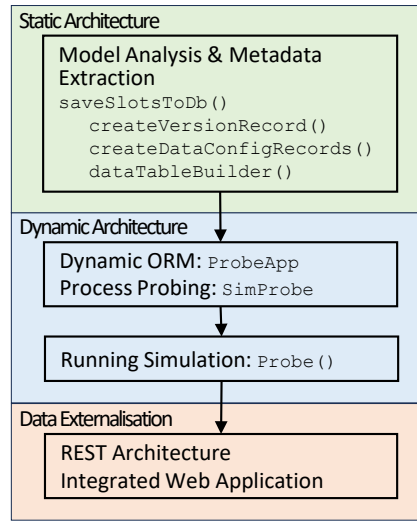 Static Architecture
Model Analysis & Metadata
Extraction
saveSlotsToDb()
createVersionRecord()
createDataConfigRecords()
dataTableBuilder()
Dynamic Architecture
Dynamic ORM: ProbeApp
Process Probing: SimProbe
Running Simulation: Probe()
Data Externalisation
REST Architecture
Integrated Web Application